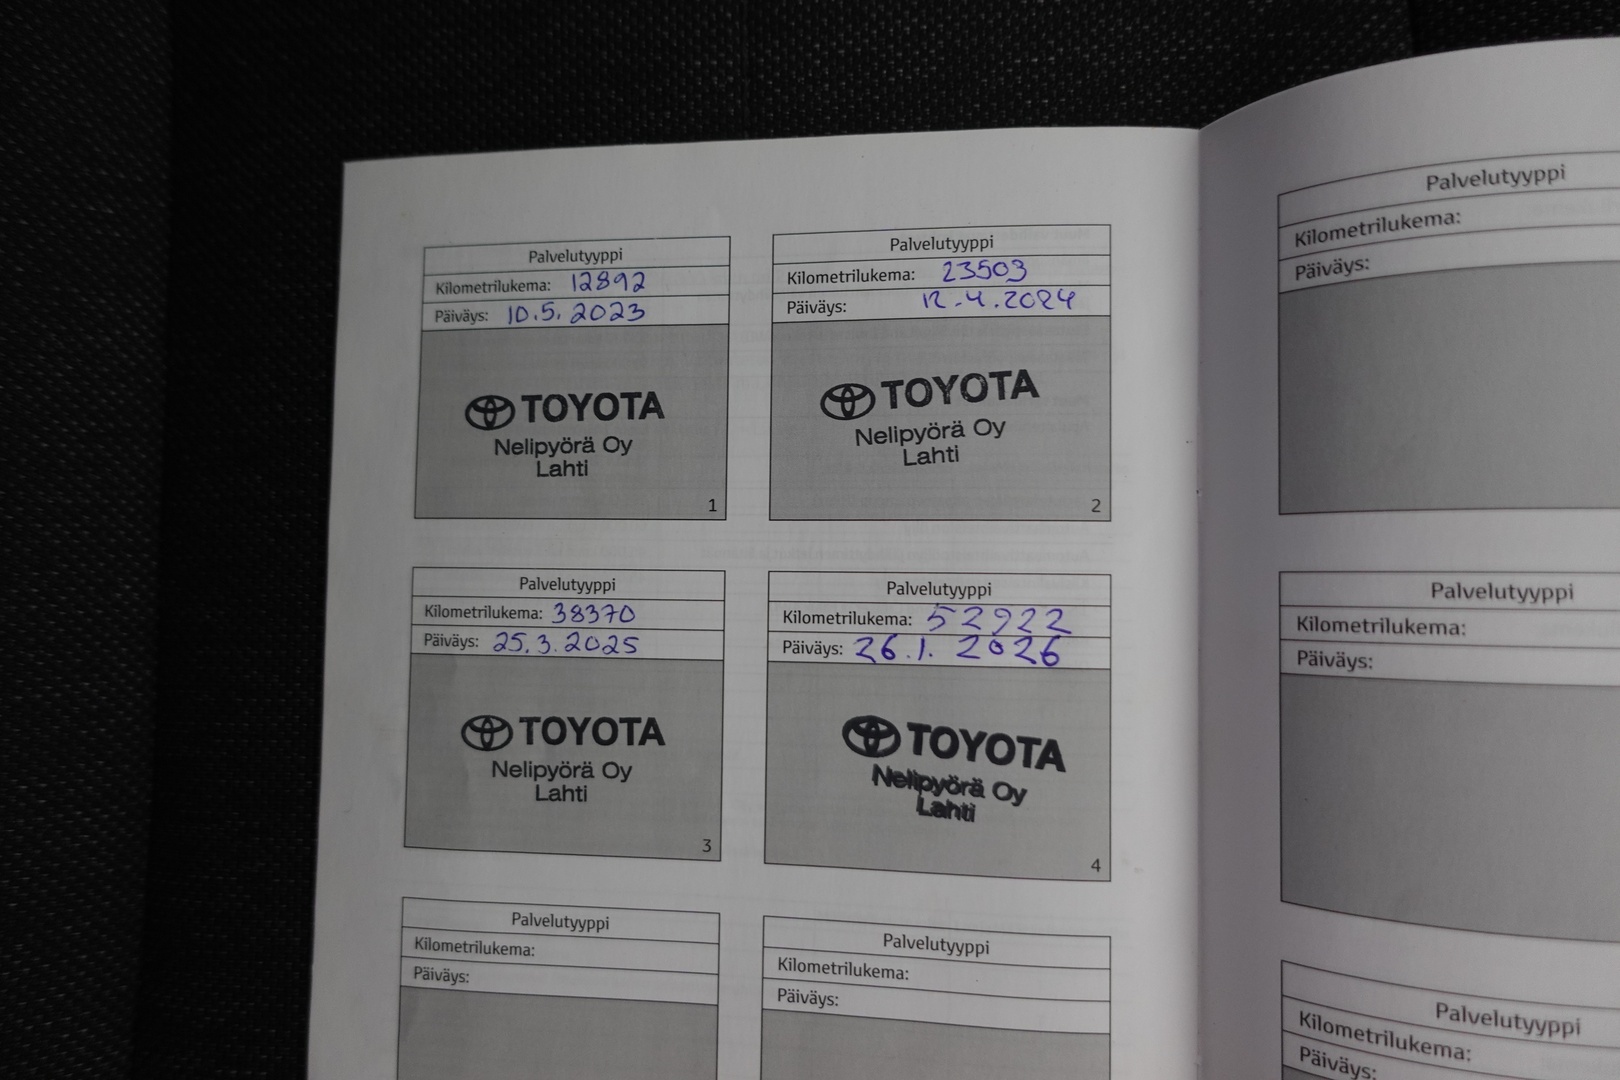 Palvelutyyppi
Kilometrilukema: 12892
Päiväys: 10.5.2023
TOYOTA
Nelipyörä Oy
Lahti
1
Palvelutyyppi
Kilometrilukema: 23503
Päiväys: 12.4.2024
TOYOTA
Nelipyörä Oy
Lahti
2
Palvelutyyppi
Kilometrilukema: 38370
Päiväys: 25.3.2025
TOYOTA
Nelipyörä Oy
Lahti
3
Palvelutyyppi
Kilometrilukema: 52922
Päiväys: 26.1.2026
TOYOTA
Nelipyörä Oy
Lahti
4
Palvelutyyppi
Kilometrilukema:
Päiväys:
Palvelutyyppi
Kilometrilukema:
Päiväys:
Palvelutyyppi
Kilometrilukema:
Päiväys:
Palvelutyyppi
Kilometrilukema:
Päiväys:
Palvelutyyppi
Kilometrilukema:
Päiväys: